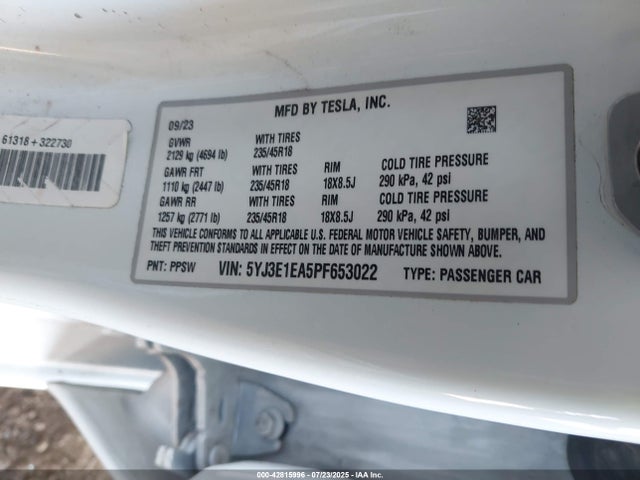 61318+322730
MFD BY TESLA, INC.
09/23
GVWR WITH TIRES
2129 kg (4694 lb) 235/45R18
GAWR FRT WITH TIRES RIM COLD TIRE PRESSURE
1110 kg (2447 lb) 235/45R18 18X8.5J 290 kPa, 42 psi
GAWR RR WITH TIRES RIM COLD TIRE PRESSURE
1257 kg (2771 lb) 235/45R18 18X8.5J 290 kPa, 42 psi
THIS VEHICLE CONFORMS TO ALL APPLICABLE U.S. FEDERAL MOTOR VEHICLE SAFETY, BUMPER, AND
THEFT PREVENTION STANDARDS IN EFFECT ON THE DATE OF MANUFACTURE SHOWN ABOVE.
PNT: PPSW VIN: 5YJ3E1EA5PF653022 TYPE: PASSENGER CAR
000-42815996 - 07/23/2025 - IAA Inc.